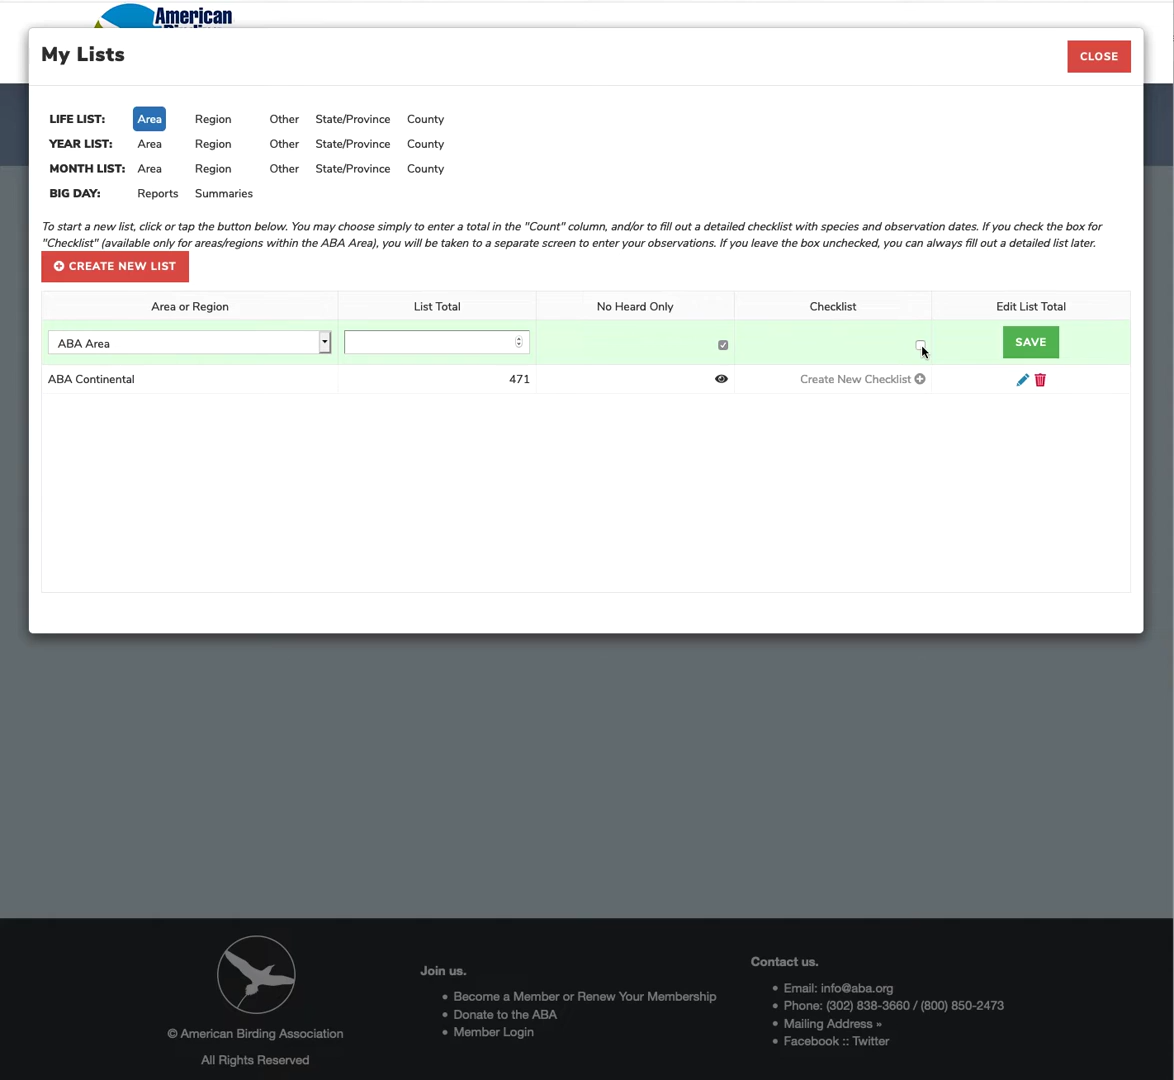 American
My Lists
CLOSE
LIFE LIST: Area Region Other State/Province County
YEAR LIST: Area Region Other State/Province County
MONTH LIST: Area Region Other State/Province County
BIG DAY: Reports Summaries
To start a new list, click or tap the button below. You may choose simply to enter a total in the "Count" column, and/or to fill out a detailed checklist with species and observation dates. If you check the box for
"Checklist" (available only for areas/regions within the ABA Area), you will be taken to a separate screen to enter your observations. If you leave the box unchecked, you can always fill out a detailed list later.
CREATE NEW LIST
Area or Region List Total No Heard Only Checklist Edit List Total
ABA Area SAVE
ABA Continental 471 Create New Checklist
Join us.
• Become a Member or Renew Your Membership
• Donate to the ABA
• Member Login
Contact us.
• Email: info@aba.org
• Phone: (302) 838-3660 / (800) 850-2473
• Mailing Address »
• Facebook :: Twitter
© American Birding Association
All Rights Reserved